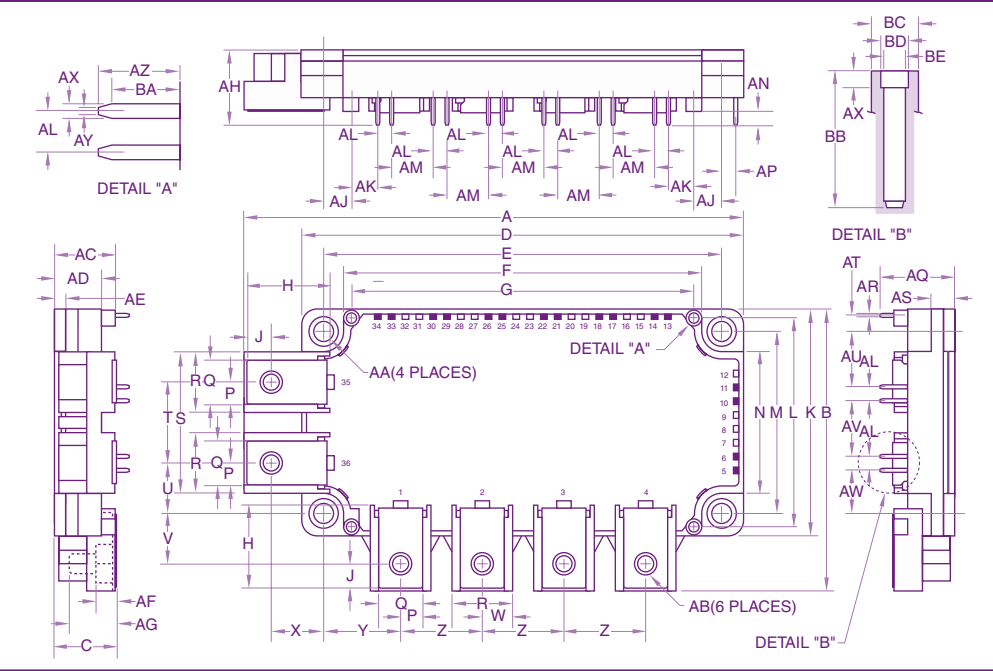 BC
BD
BE
AX
BB
DETAIL "B"
AZ
BA
AX
AL
AY
DETAIL "A"
AH
AN
AL AL AL
AL AL AL
AM AM AM
AP
AK AM AM AK
AJ AJ
A
D
E
F
G
H
J
34 33 32 31 30 29 28 27 26 25 24 23 22 21 20 19 18 17 16 15 14 13
DETAIL "A"
AA(4 PLACES)
12
11
10
9
8
7
6
5
35
36
1 2 3 4
R Q P
T S
R Q P
U
V
H
J
N M L K B
Q P
R W
AB(6 PLACES)
X Y Z Z Z
AC
AD
AE
AF
AG
C
AT
AR
AQ
AS
AU
AL
AV
AL
AW
DETAIL "B"